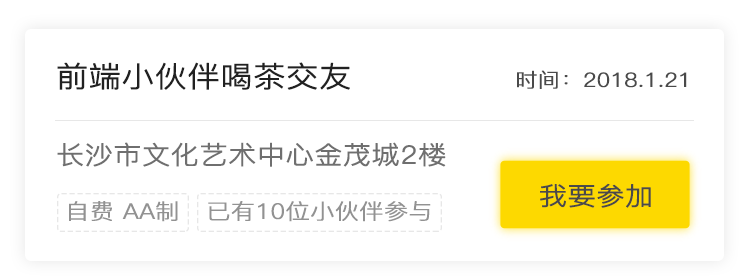 前端小伙伴喝茶交友
时间：2018.1.21
长沙市文化艺术中心金茂城2楼
自费 AA制
已有10位小伙伴参与
我要参加